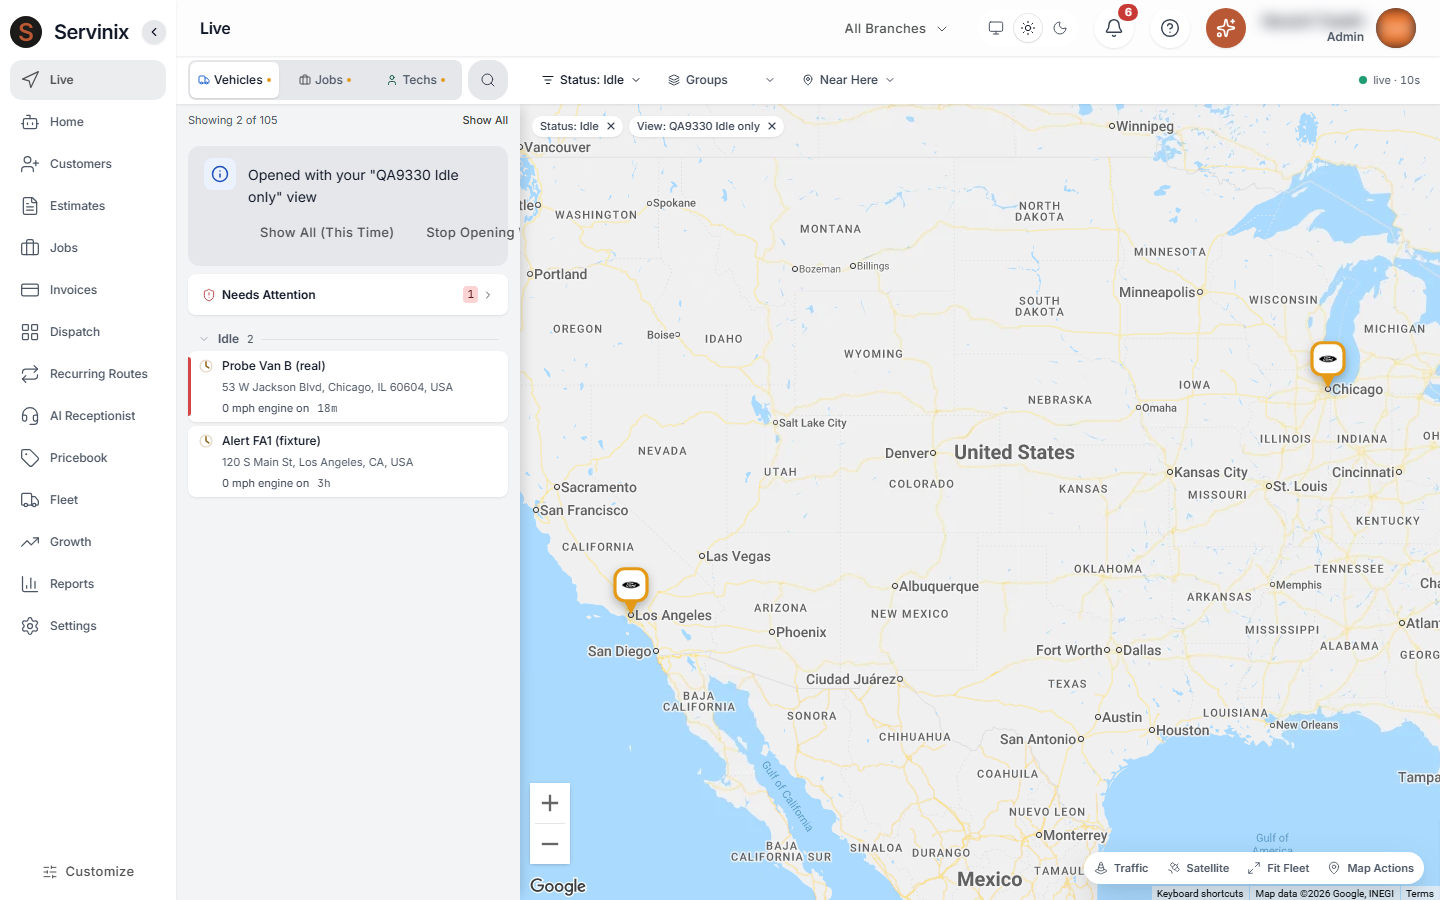 Servinix
Live
Home
Customers
Estimates
Jobs
Invoices
Dispatch
Recurring Routes
AI Receptionist
Pricebook
Fleet
Growth
Reports
Settings
Customize
Live
All Branches
6
Admin
Vehicles
Jobs
Techs
Status: Idle
Groups
Near Here
live · 10s
Showing 2 of 105
Show All
Opened with your "QA9330 Idle
only" view
Show All (This Time)
Stop Opening
Needs Attention
1
Idle 2
Probe Van B (real)
53 W Jackson Blvd, Chicago, IL 60604, USA
0 mph engine on 18m
Alert FA1 (fixture)
120 S Main St, Los Angeles, CA, USA
0 mph engine on 3h
Status: Idle
View: QA9330 Idle only
Winnipeg
Vancouver
tle
Spokane
WASHINGTON
NORTH
DAKOTA
MONTANA
MINNESOTA
Bozeman
Billings
Portland
Minneapolis
WISCONSIN
SOUTH
DAKOTA
OREGON
Boise
IDAHO
MICHIGAN
WYOMING
Chicago
IOWA
NEBRASKA
Omaha
Salt Lake City
ILLINOIS
INDIANA
OH
NEVADA
Denver
United States
UTAH
COLORADO
Kansas City
Cincinnati
Sacramento
KANSAS
MISSOURI
St. Louis
San Francisco
KENTUCKY
CALIFORNIA
Las Vegas
OKLAHOMA
TENNESSEE
Albuquerque
Memphis
Cha
ARKANSAS
Los Angeles
ARIZONA
NEW MEXICO
Atlan
Phoenix
MISSISSIPPI
San Diego
Fort Worth
Dallas
ALABAMA
GEORG
Ciudad Juárez
TEXAS
BAJA
CALIFORNIA
SONORA
LOUISIANA
Austin
New Orleans
Houston
CHIHUAHUA
San Antonio
Gulf of California
COAHUILA
Tampa
NUEVO LEON
Monterrey
Gulf of
America
BAJA
CALIFORNIA SUR
SINALOA
DURANGO
TAMAUL
Mexico
Traffic
Satellite
Fit Fleet
Map Actions
Google
Keyboard shortcuts
Map data ©2026 Google, INEGI
Terms